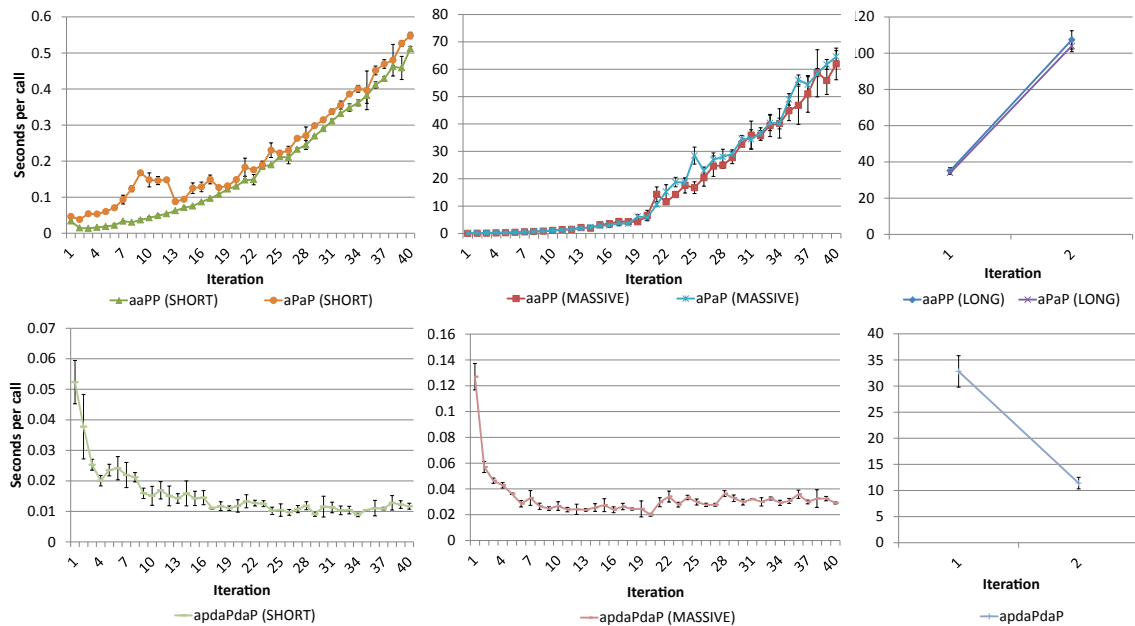 0.6
0.5
0.4
0.3
0.2
0.1
0
Seconds per call
1 4 7 10 13 16 19 22 25 28 31 34 37 40
Iteration
aaPP (SHORT) aPaP (SHORT)
80
70
60
50
40
30
20
10
0
1 4 7 10 13 16 19 22 25 28 31 34 37 40
Iteration
aaPP (MASSIVE) aPaP (MASSIVE)
120
100
80
60
40
20
0
1 2
Iteration
aaPP (LONG) aPaP (LONG)
0.07
0.06
0.05
0.04
0.03
0.02
0.01
0
Seconds per call
1 4 7 10 13 16 19 22 25 28 31 34 37 40
Iteration
apdaPdaP (SHORT)
0.16
0.14
0.12
0.1
0.08
0.06
0.04
0.02
0
1 4 7 10 13 16 19 22 25 28 31 34 37 40
Iteration
apdaPdaP (MASSIVE)
40
35
30
25
20
15
10
5
0
1 2
Iteration
apdaPdaP